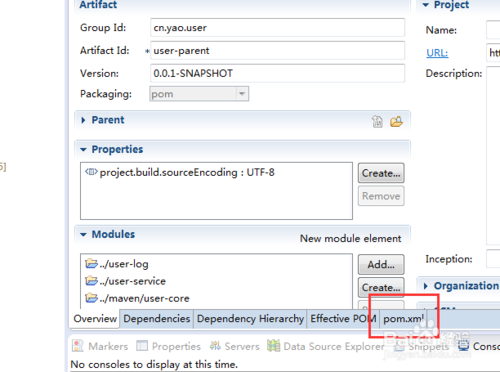 Artifact
Project
Group Id:
cn.yao.user
Name:
Artifact Id:
user-parent
URL:
Version:
0.0.1-SNAPSHOT
Description:
Packaging:
pom
Parent
Properties
project.build.sourceEncoding : UTF-8
Create...
Remove
Modules
New module element
../user-log
../user-service
../maven/user-core
Add...
Create...
Inception:
Organization
Overview
Dependencies
Dependency Hierarchy
Effective POM
pom.xml
Markers
Properties
Servers
Data Source Explorer
Snippets
No consoles to display at this time.